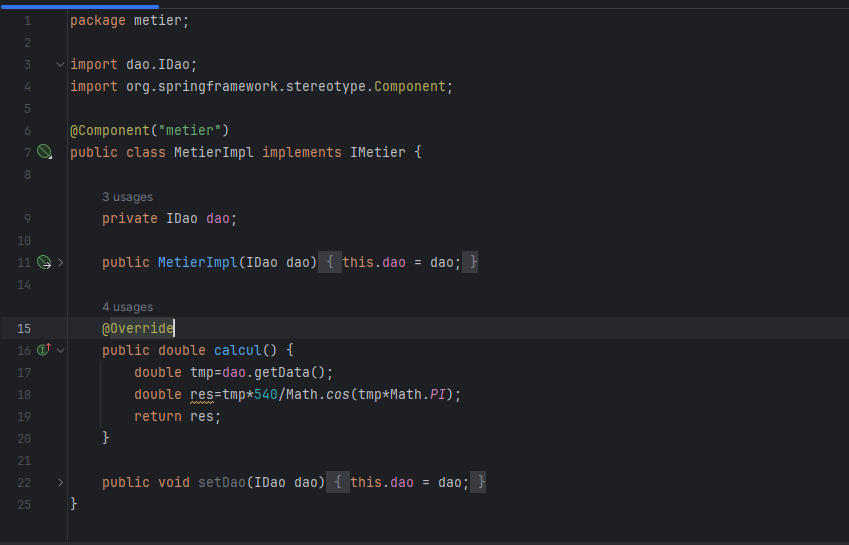 1 package metier;
2
3 import dao.IDao;
4 import org.springframework.stereotype.Component;
5
6 @Component("metier")
7 public class MetierImpl implements IMetier {
8
3 usages
9 private IDao dao;
10
11 public MetierImpl(IDao dao) { this.dao = dao; }
14
4 usages
15 @Override
16 public double calcul() {
17 double tmp=dao.getData();
18 double res=tmp*540/Math.cos(tmp*Math.PI);
19 return res;
20 }
21
22 public void setDao(IDao dao) { this.dao = dao; }
25 }